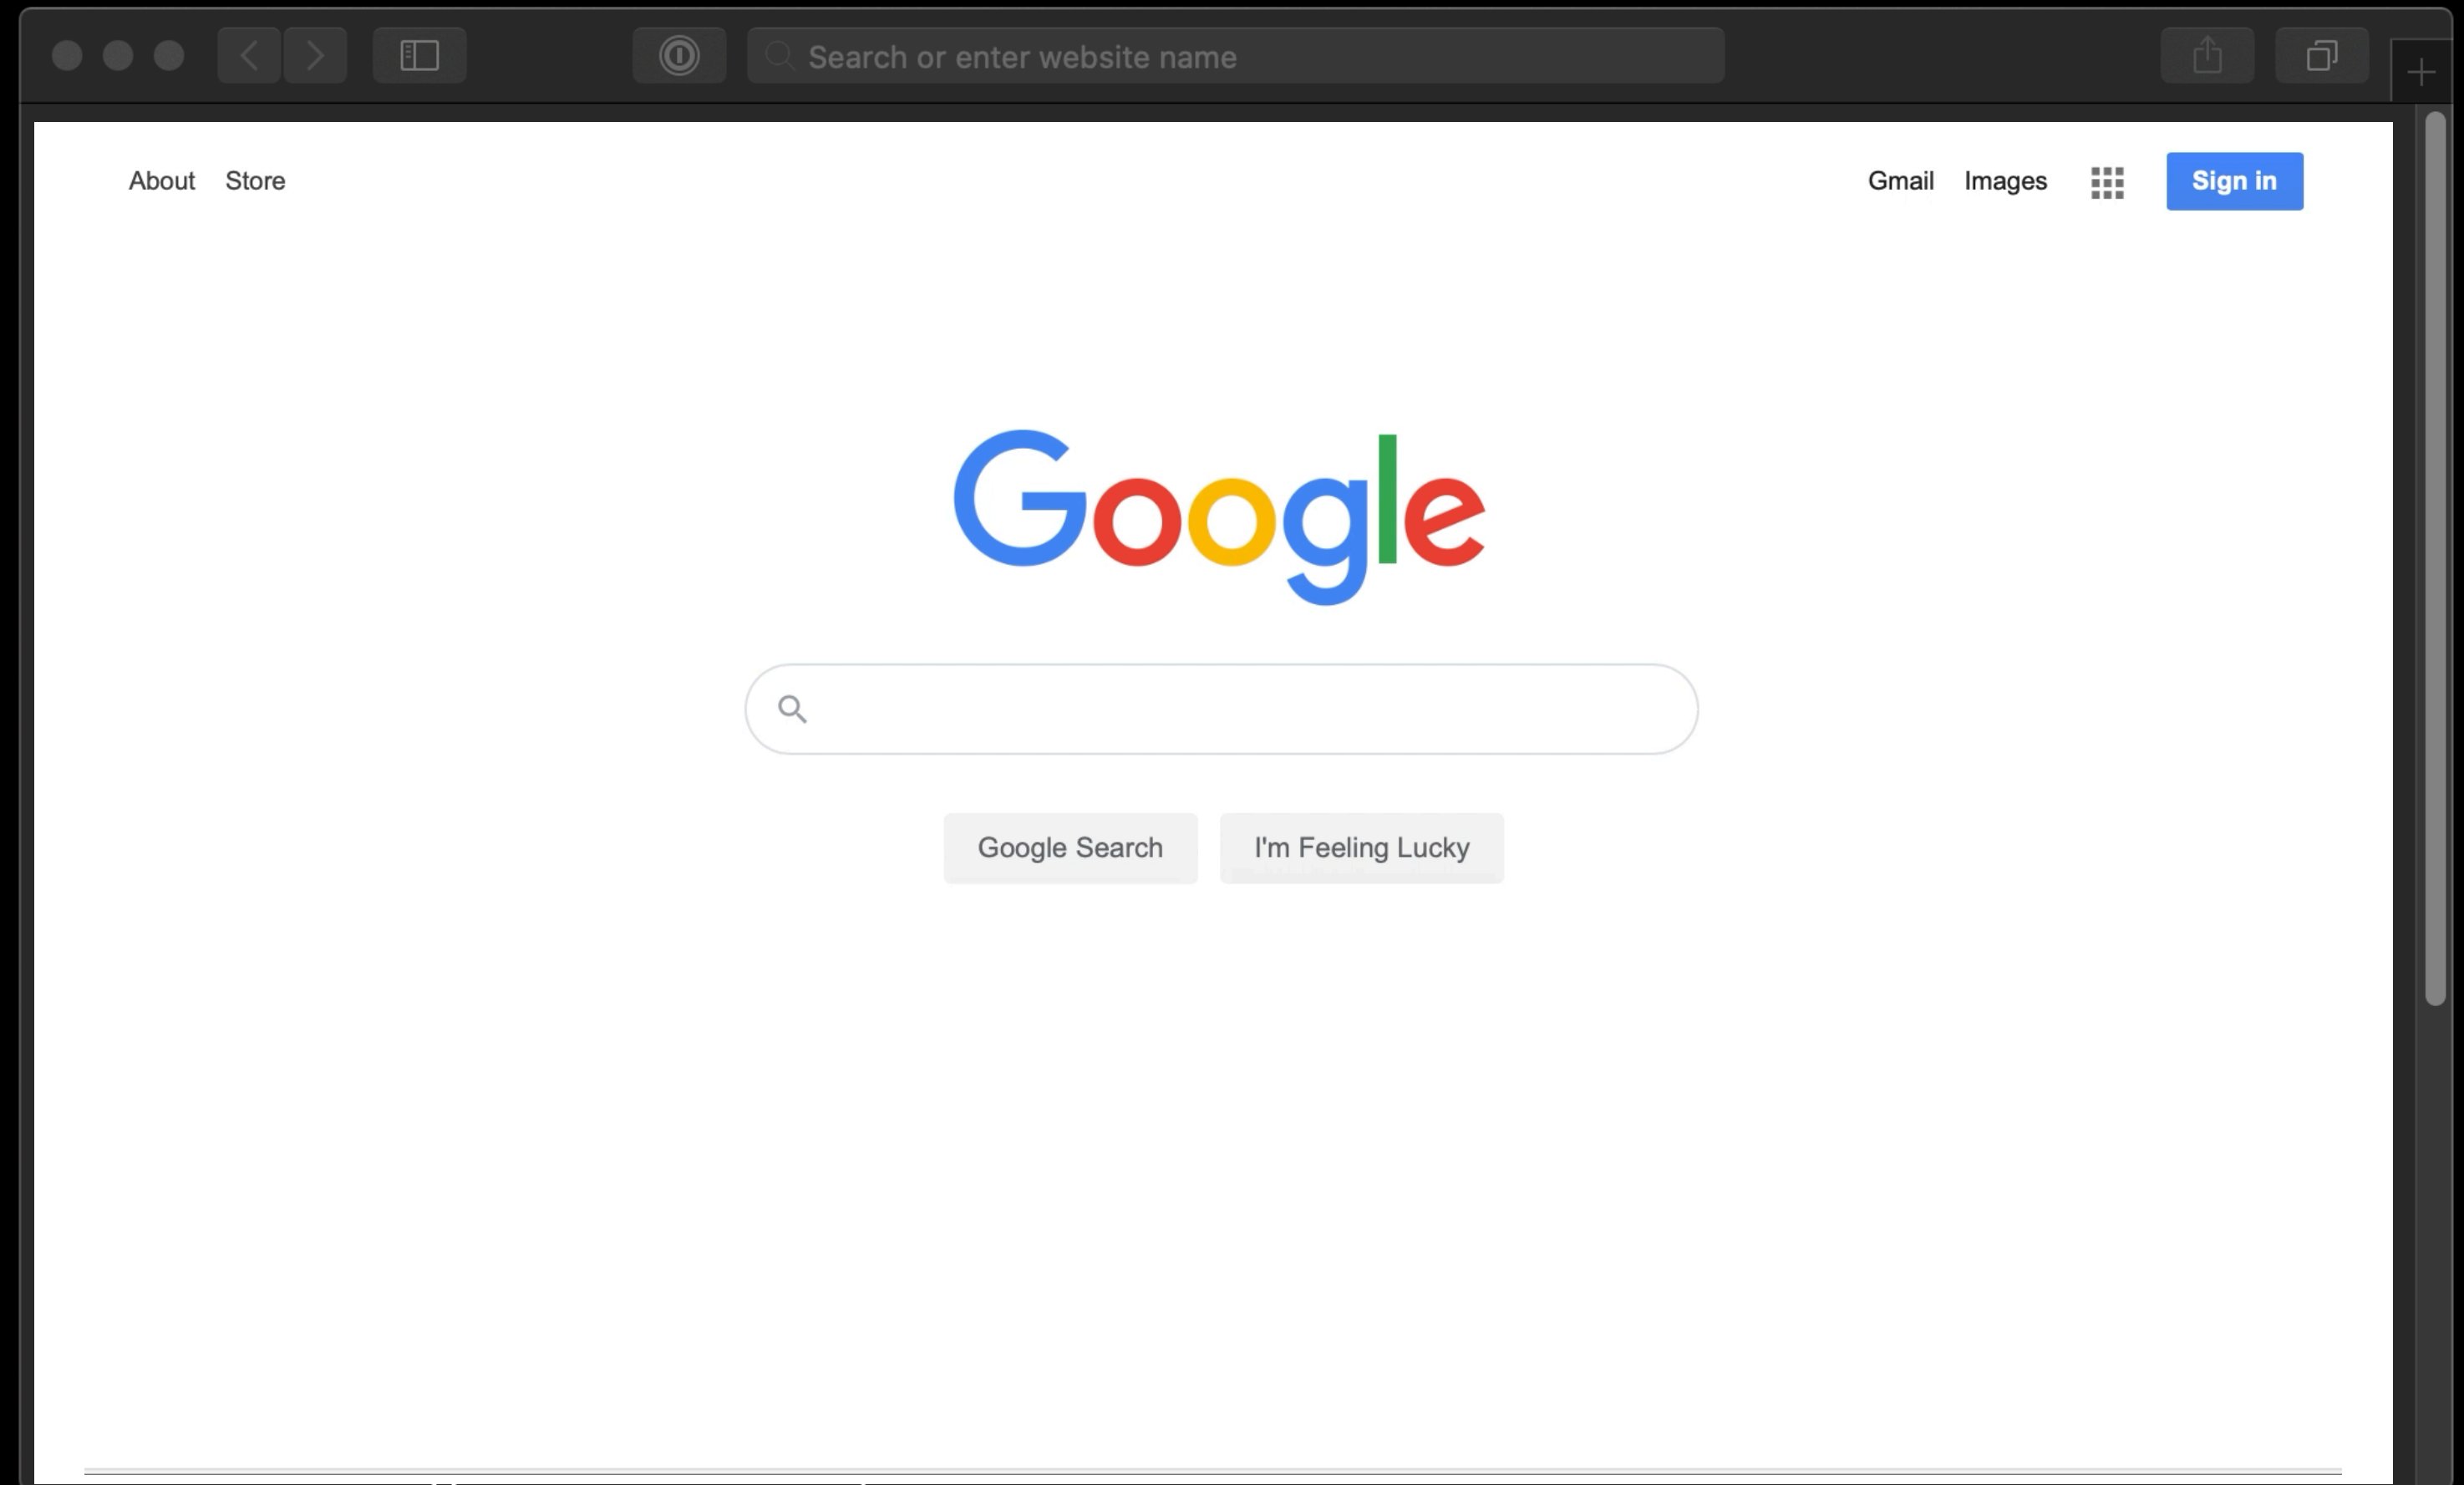 Search or enter website name
About Store Gmail Images Sign in
Google
Google Search I'm Feeling Lucky